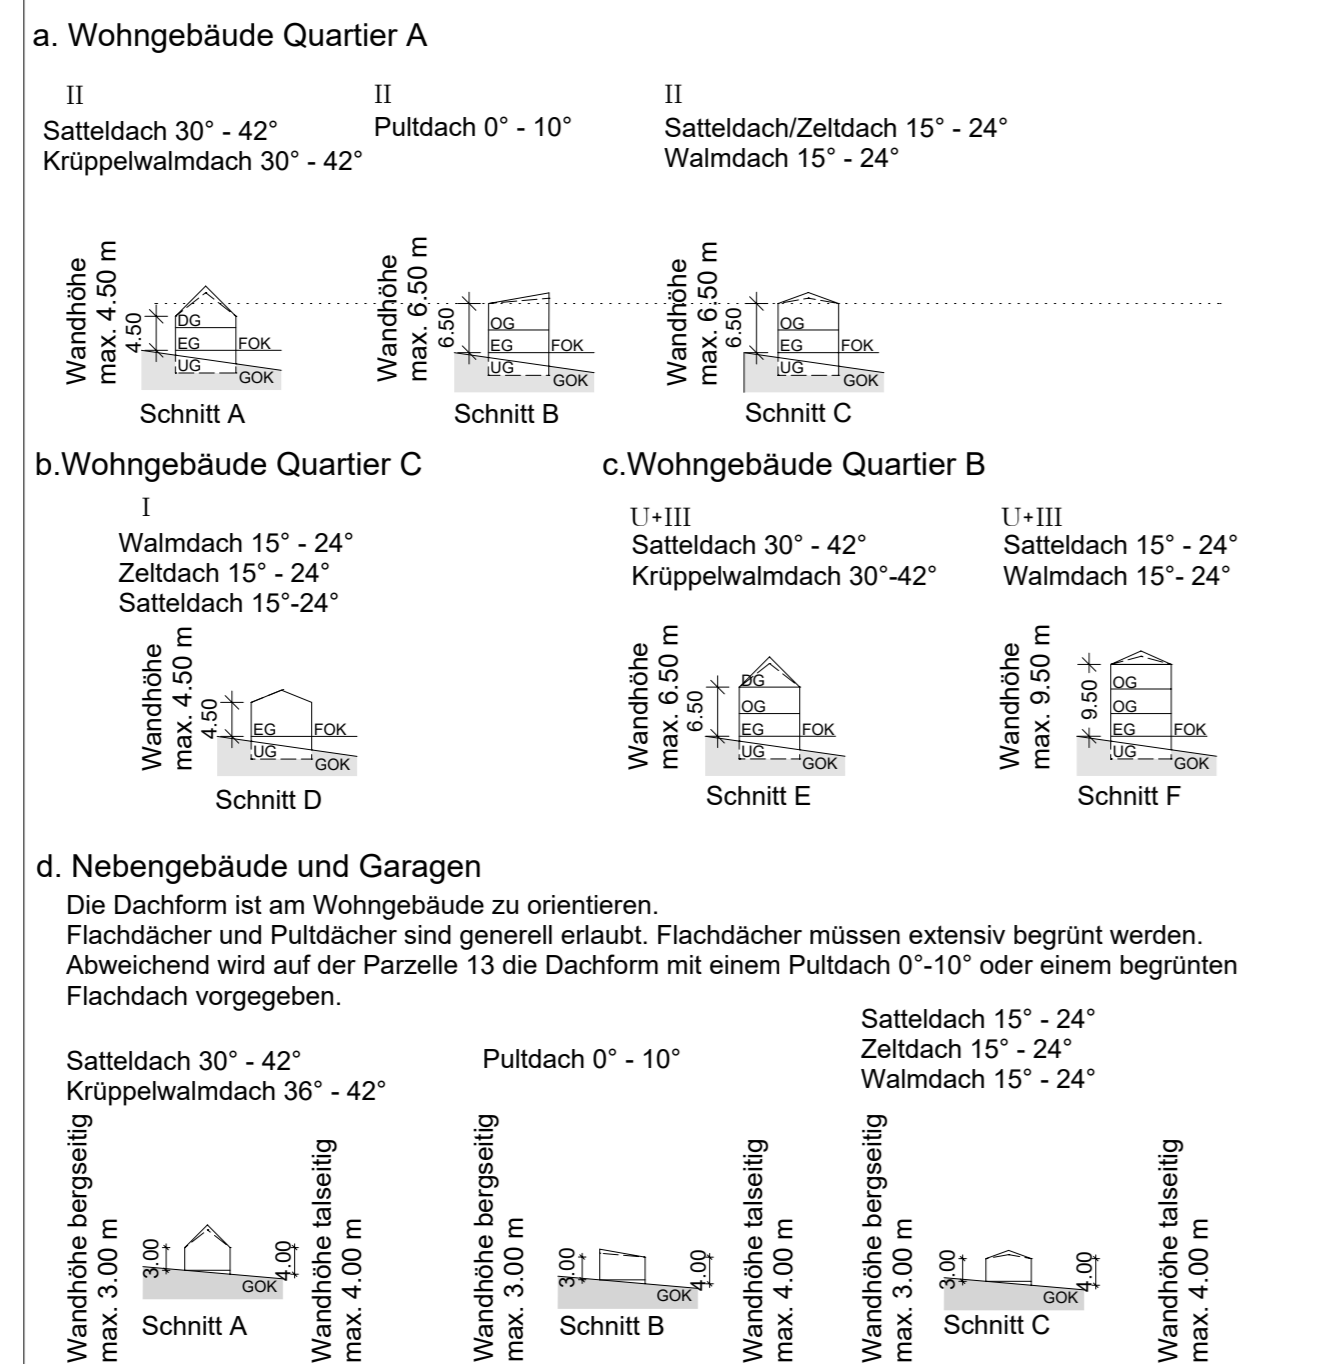 a. Wohngebäude Quartier A
II
Satteldach 30° - 42°
Krüppelwalmdach 30° - 42°
II
Pultdach 0° - 10°
II
Satteldach/Zeltdach 15° - 24°
Walmdach 15° - 24°
Wandhöhe
max. 4.50 m
4.50
DG
EG
UG
FOK
GOK
Schnitt A
Wandhöhe
max. 6.50 m
6.50
OG
EG
UG
FOK
GOK
Schnitt B
Wandhöhe
max. 6.50 m
6.50
OG
EG
UG
FOK
GOK
Schnitt C
b.Wohngebäude Quartier C
I
Walmdach 15° - 24°
Zeltdach 15° - 24°
Satteldach 15°-24°
Wandhöhe
max. 4.50 m
4.50
EG
UG
FOK
GOK
Schnitt D
c.Wohngebäude Quartier B
U+III
Satteldach 30° - 42°
Krüppelwalmdach 30°-42°
Wandhöhe
max. 6.50 m
6.50
DG
OG
EG
UG
FOK
GOK
Schnitt E
U+III
Satteldach 15° - 24°
Walmdach 15°- 24°
Wandhöhe
max. 9.50 m
9.50
OG
OG
EG
UG
FOK
GOK
Schnitt F
d. Nebengebäude und Garagen
Die Dachform ist am Wohngebäude zu orientieren.
Flachdächer und Pultdächer sind generell erlaubt. Flachdächer müssen extensiv begrünt werden.
Abweichend wird auf der Parzelle 13 die Dachform mit einem Pultdach 0°-10° oder einem begrünten
Flachdach vorgegeben.
Satteldach 30° - 42°
Krüppelwalmdach 36° - 42°
Wandhöhe bergseitig
max. 3.00 m
3.00
4.00
GOK
Wandhöhe talseitig
max. 4.00 m
Schnitt A
Pultdach 0° - 10°
Wandhöhe bergseitig
max. 3.00 m
3.00
4.00
GOK
Wandhöhe talseitig
max. 4.00 m
Schnitt B
Satteldach 15° - 24°
Zeltdach 15° - 24°
Walmdach 15° - 24°
Wandhöhe bergseitig
max. 3.00 m
3.00
4.00
GOK
Wandhöhe talseitig
max. 4.00 m
Schnitt C